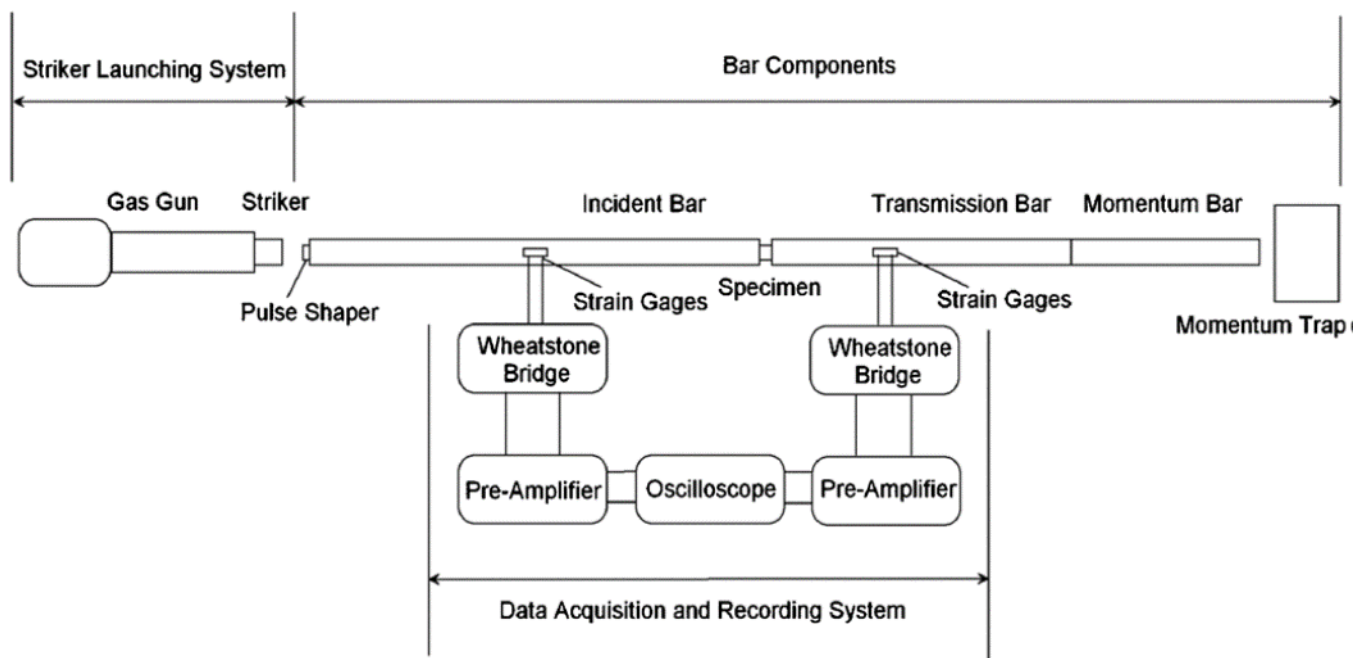 Striker Launching System
Bar Components
Gas Gun
Striker
Incident Bar
Transmission Bar
Momentum Bar
Pulse Shaper
Strain Gages
Specimen
Strain Gages
Momentum Trap
Wheatstone
Bridge
Wheatstone
Bridge
Pre-Amplifier
Oscilloscope
Pre-Amplifier
Data Acquisition and Recording System